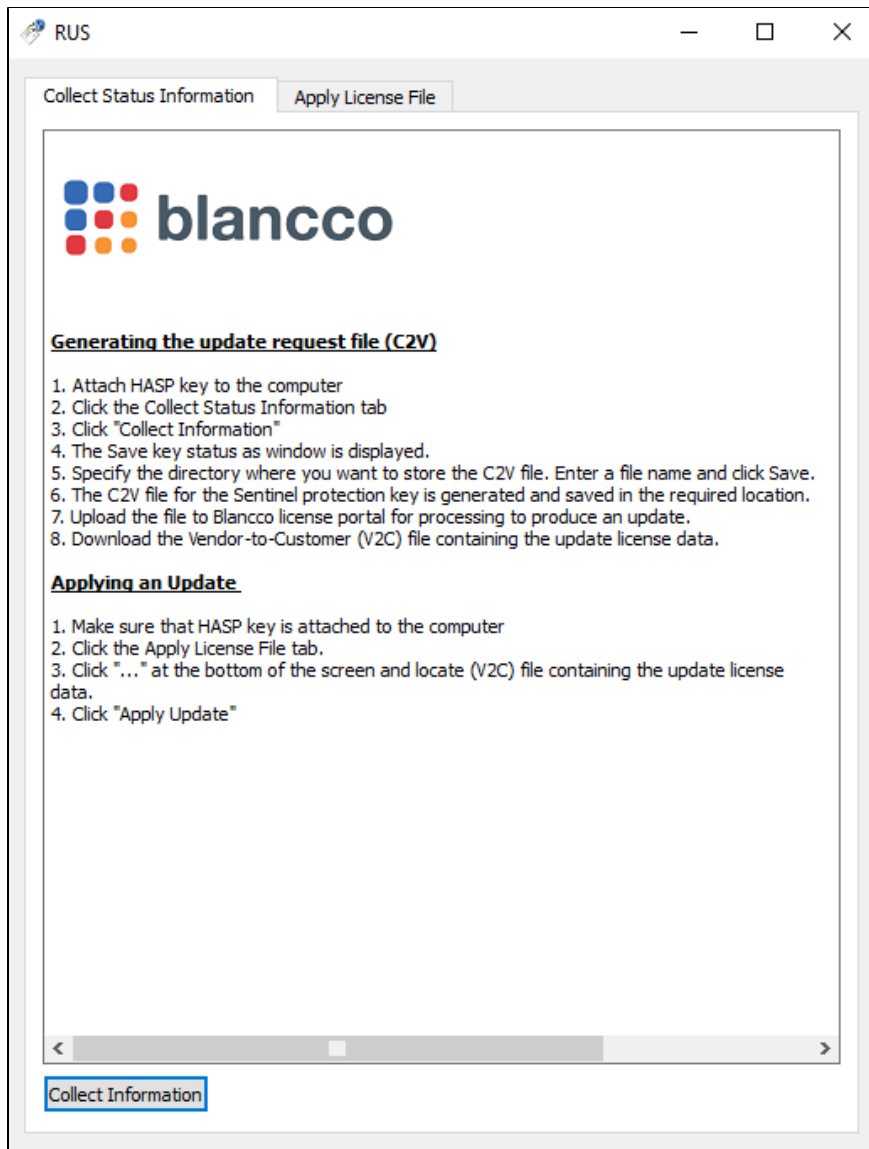 RUS
Collect Status Information
Apply License File
blancco
Generating the update request file (C2V)
1. Attach HASP key to the computer
2. Click the Collect Status Information tab
3. Click "Collect Information"
4. The Save key status as window is displayed.
5. Specify the directory where you want to store the C2V file. Enter a file name and click Save.
6. The C2V file for the Sentinel protection key is generated and saved in the required location.
7. Upload the file to Blancco license portal for processing to produce an update.
8. Download the Vendor-to-Customer (V2C) file containing the update license data.
Applying an Update
1. Make sure that HASP key is attached to the computer
2. Click the Apply License File tab.
3. Click "..." at the bottom of the screen and locate (V2C) file containing the update license
data.
4. Click "Apply Update"
Collect Information